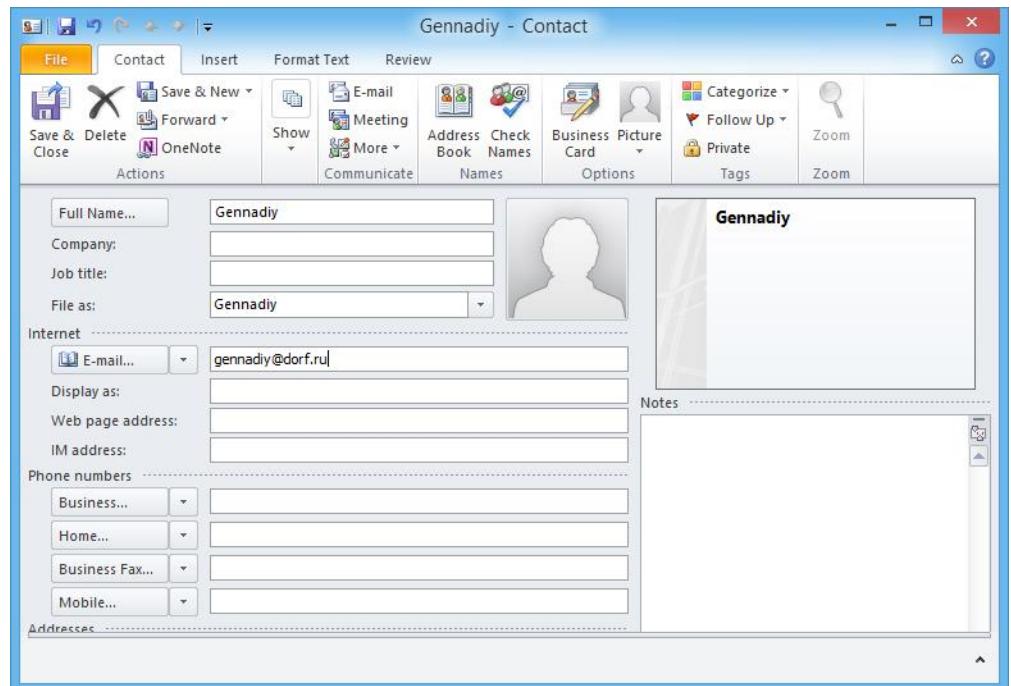 Gennadiy - Contact
File Contact Insert Format Text Review
Save & Close
Delete
Save & New
Forward
OneNote
Actions
Show
E-mail
Meeting
More
Communicate
Address Book
Check Names
Names
Business Card
Picture
Options
Categorize
Follow Up
Private
Tags
Zoom
Zoom
Full Name... Gennadiy
Company:
Job title:
File as: Gennadiy
Gennadiy
Internet
E-mail... gennadiy@dorf.ru
Display as:
Web page address:
IM address:
Notes
Phone numbers
Business...
Home...
Business Fax...
Mobile...
Addresses